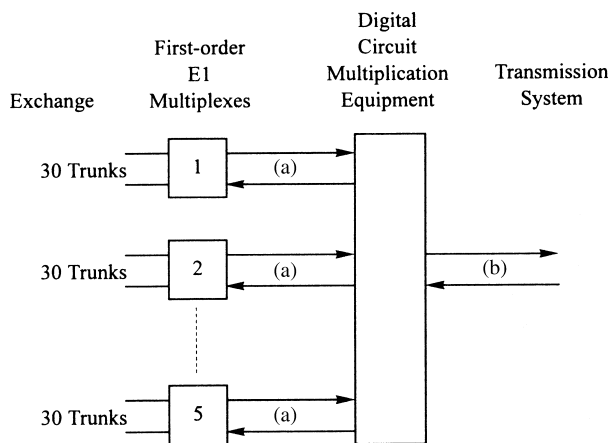 Exchange
First-order
E1
Multiplexes
Digital
Circuit
Multiplication
Equipment
Transmission
System
30 Trunks
1
(a)
30 Trunks
2
(a)
(b)
30 Trunks
5
(a)